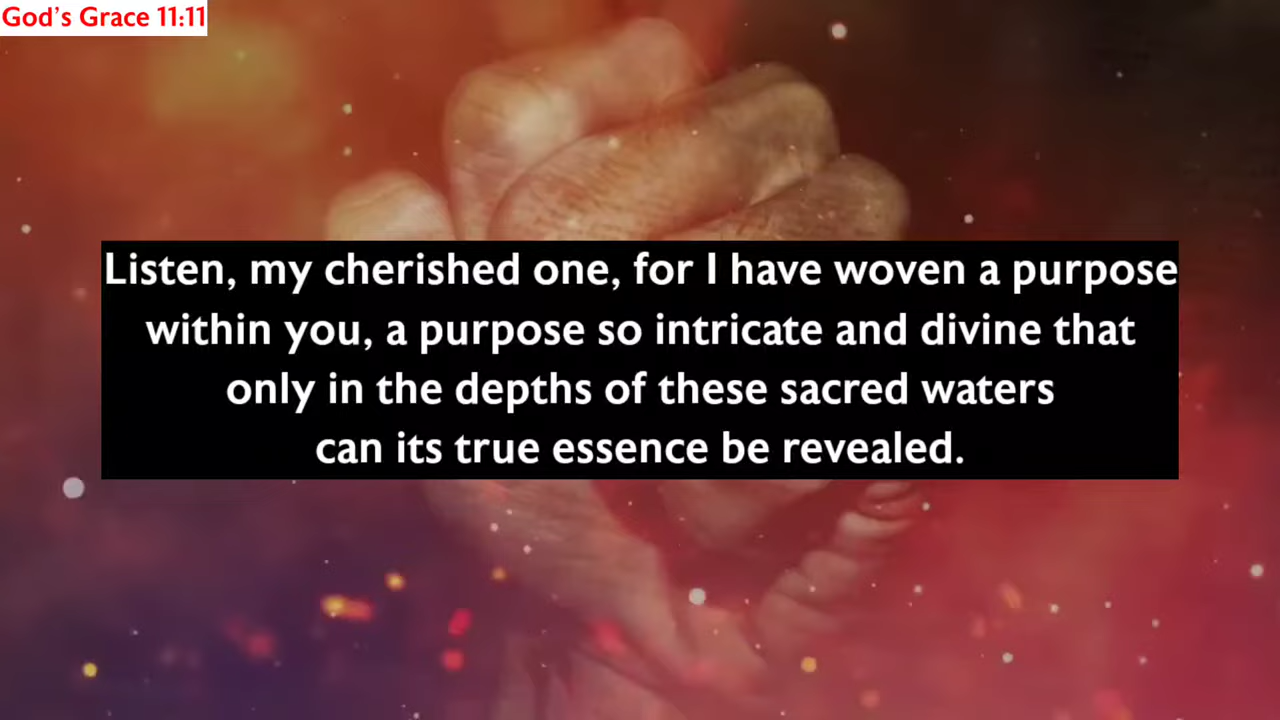 God's Grace 11:11
Listen, my cherished one, for I have woven a purpose
within you, a purpose so intricate and divine that
only in the depths of these sacred waters
can its true essence be revealed.